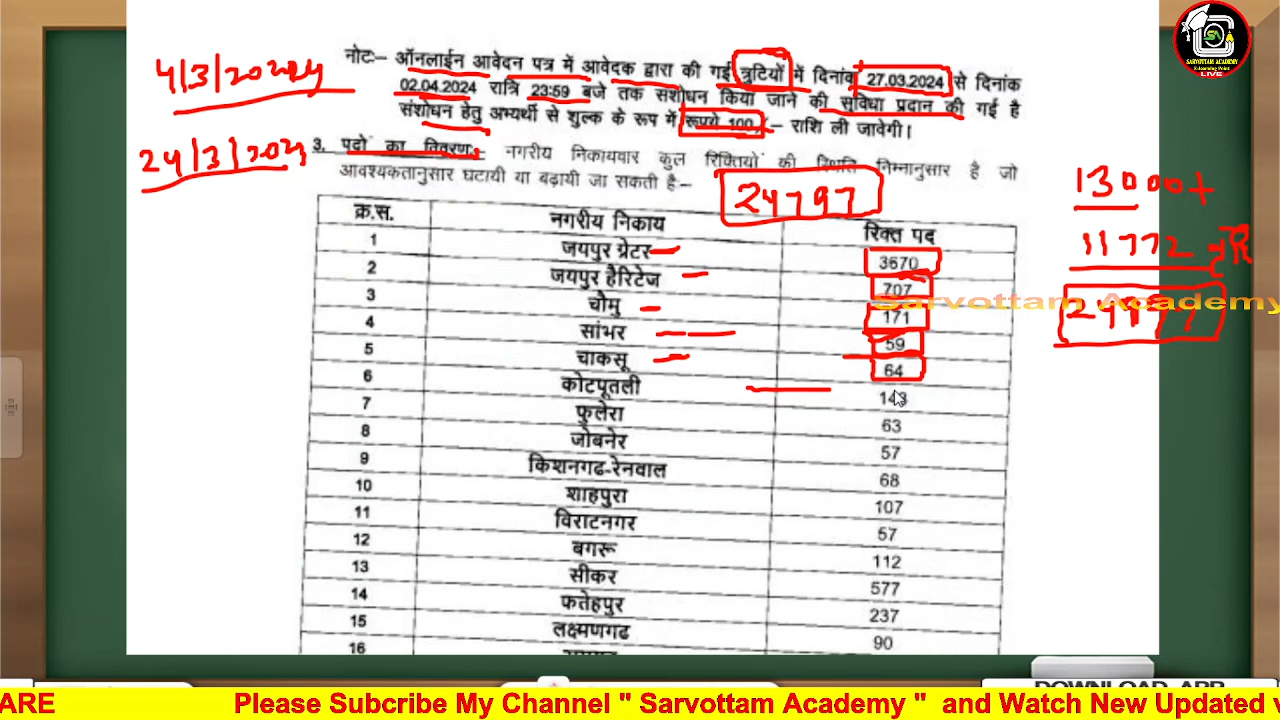 SARVOTTAM ACADEMY
K-learning Point
LIVE
नोटः- ऑनलाईन आवेदन पत्र में आवेदक द्वारा की गई त्रुटियों में दिनांक 27.03.2024 से दिनांक
02.04.2024 रात्रि 23:59 बजे तक संशोधन किया जाने की सुविधा प्रदान की गई है
संशोधन हेतु अभ्यर्थी से शुल्क के रूप में रूपये 100/- राशि ली जावेगी।
4/3/2024
24/3/2024
3. पदों का विवरणः- नगरीय निकायवार कुल रिक्तियों की स्थिति निम्नानुसार है जो
आवश्यकतानुसार घटायी या बढ़ायी जा सकती है:-
24797
13000+
11772
क्र.स. नगरीय निकाय रिक्त पद
1 जयपुर ग्रेटर 3670
2 जयपुर हैरिटेज 707
3 चौमु 171
4 सांभर 59
5 चाकसू 64
6 कोटपूतली 143
7 फुलेरा 63
8 जोबनेर 57
9 किशनगढ-रेनवाल 68
10 शाहपुरा 107
11 विराटनगर 57
12 बगरू 112
13 सीकर 577
14 फतेहपुर 237
15 लक्ष्मणगढ 90
16
Sarvottam Academy
DOWNLOAD APP
ARE Please Subcribe My Channel " Sarvottam Academy " and Watch New Updated